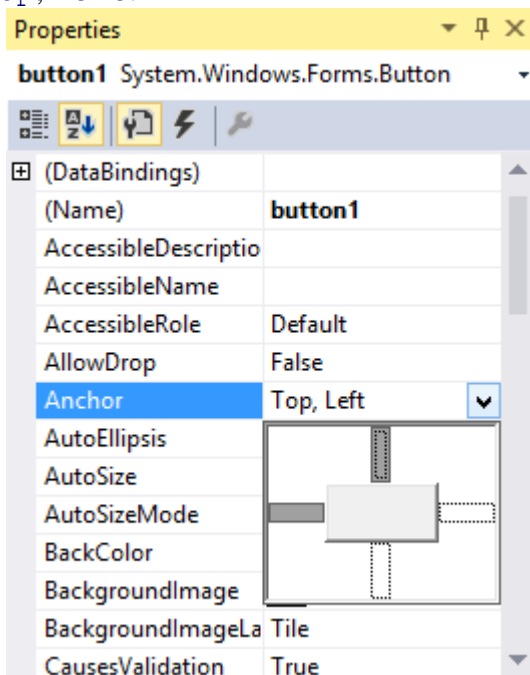 Properties
button1 System.Windows.Forms.Button
(DataBindings)
(Name) button1
AccessibleDescriptio
AccessibleName
AccessibleRole Default
AllowDrop False
Anchor Top, Left
AutoEllipsis
AutoSize
AutoSizeMode
BackColor
BackgroundImage
BackgroundImageLa Tile
CausesValidation True